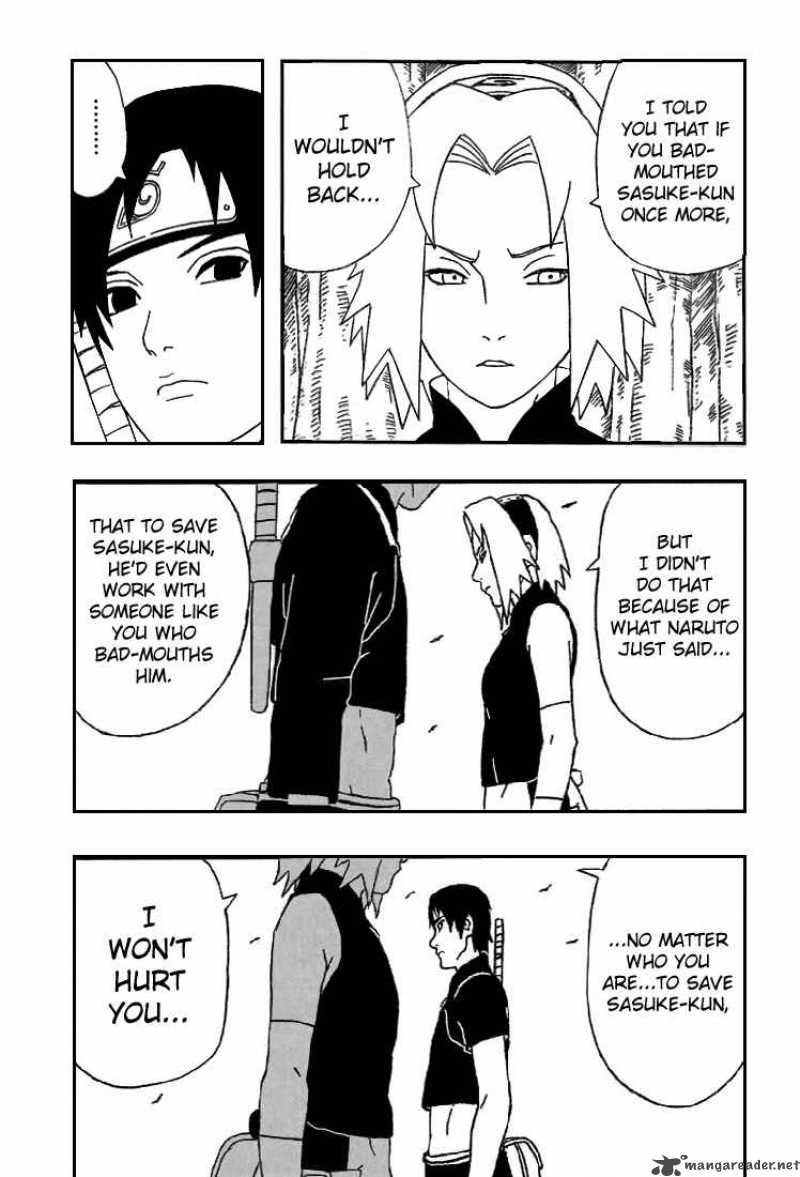 I TOLD
YOU THAT IF
YOU BAD-
MOUTHED
SASUKE-KUN
ONCE MORE,
I
WOULDN'T
HOLD
BACK...
.........
BUT
I DIDN'T
DO THAT
BECAUSE OF
WHAT NARUTO
JUST SAID...
THAT TO SAVE
SASUKE-KUN,
HE'D EVEN
WORK WITH
SOMEONE LIKE
YOU WHO
BAD-MOUTHS
HIM.
...NO MATTER
WHO YOU
ARE...TO SAVE
SASUKE-KUN,
I
WON'T
HURT
YOU...
mangareader.net